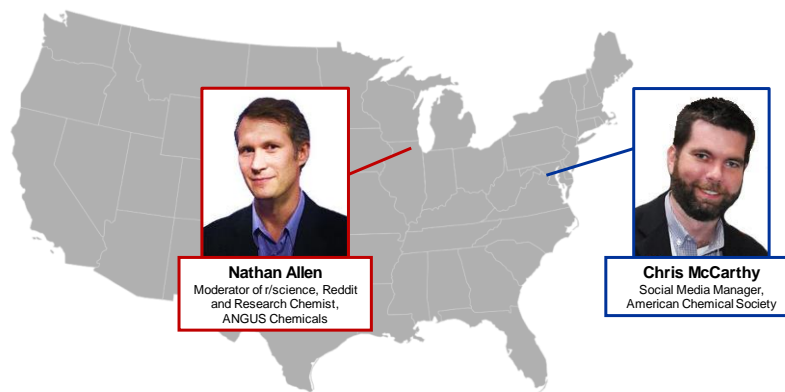 Nathan Allen
Moderator of r/science, Reddit
and Research Chemist,
ANGUS Chemicals
Chris McCarthy
Social Media Manager,
American Chemical Society